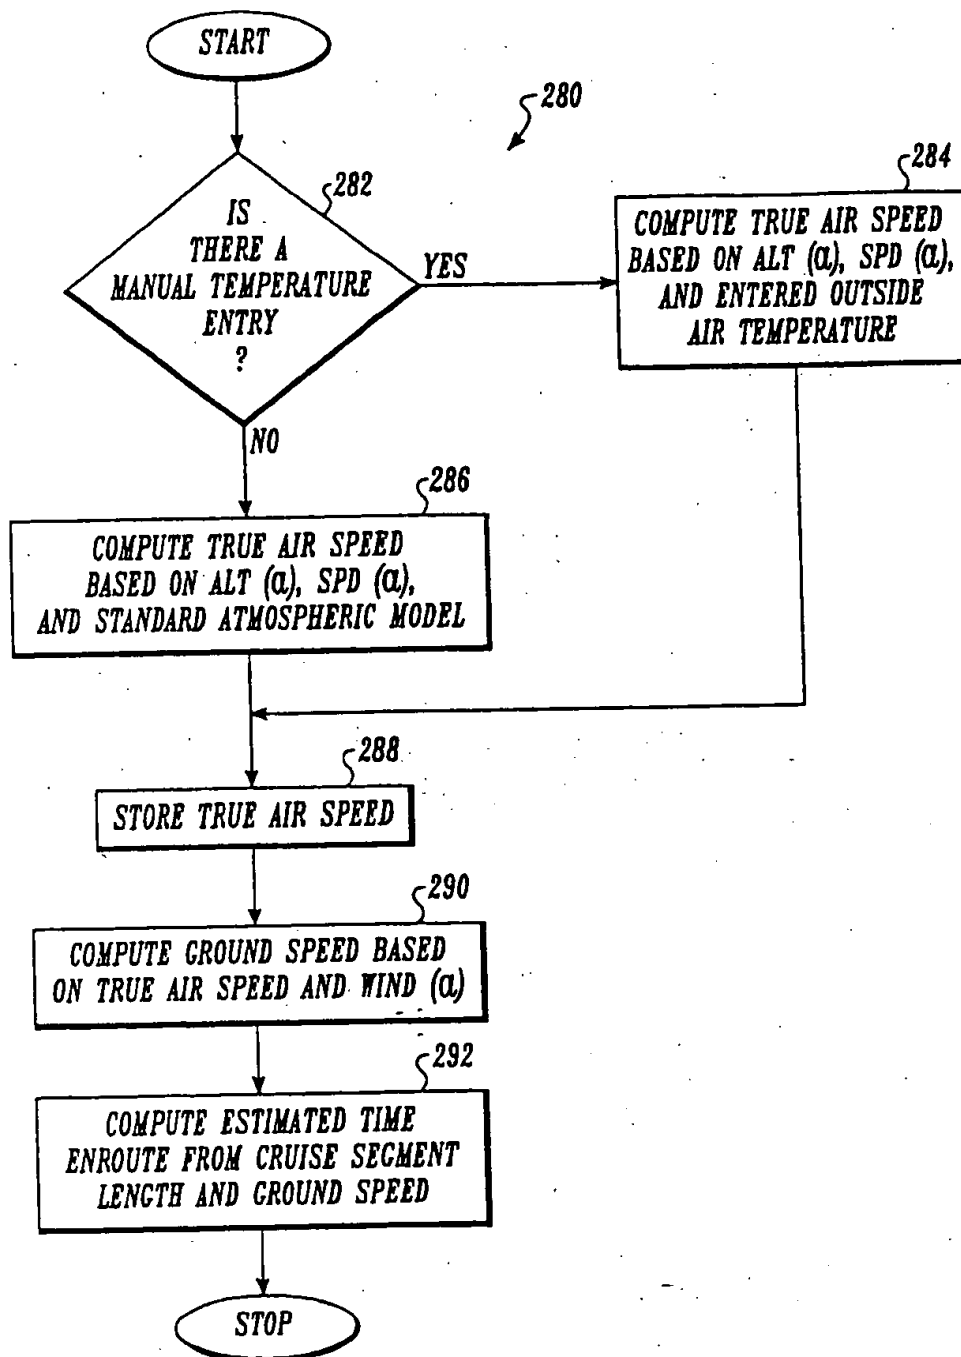 START
280
282
IS
THERE A
MANUAL TEMPERATURE
ENTRY
?
YES
284
COMPUTE TRUE AIR SPEED
BASED ON ALT (a), SPD (a),
AND ENTERED OUTSIDE
AIR TEMPERATURE
NO
286
COMPUTE TRUE AIR SPEED
BASED ON ALT (a), SPD (a),
AND STANDARD ATMOSPHERIC MODEL
288
STORE TRUE AIR SPEED
290
COMPUTE GROUND SPEED BASED
ON TRUE AIR SPEED AND WIND (a)
292
COMPUTE ESTIMATED TIME
ENROUTE FROM CRUISE SEGMENT
LENGTH AND GROUND SPEED
STOP